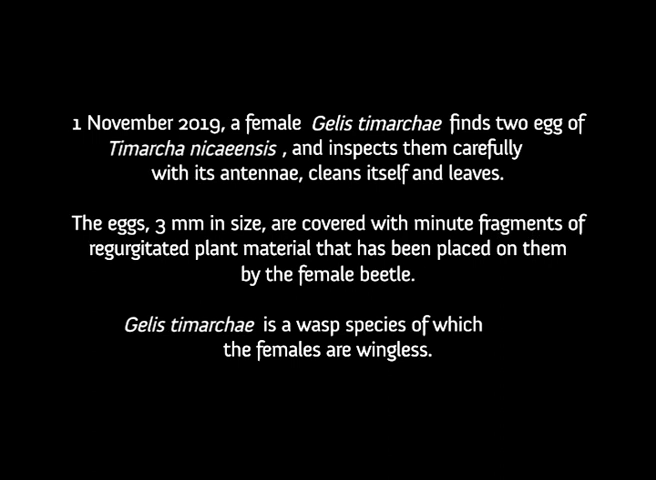 1 November 2019, a female Gelis timarchae finds two egg of
Timarcha nicaeensis , and inspects them carefully
with its antennae, cleans itself and leaves.
The eggs, 3 mm in size, are covered with minute fragments of
regurgitated plant material that has been placed on them
by the female beetle.
Gelis timarchae is a wasp species of which
the females are wingless.